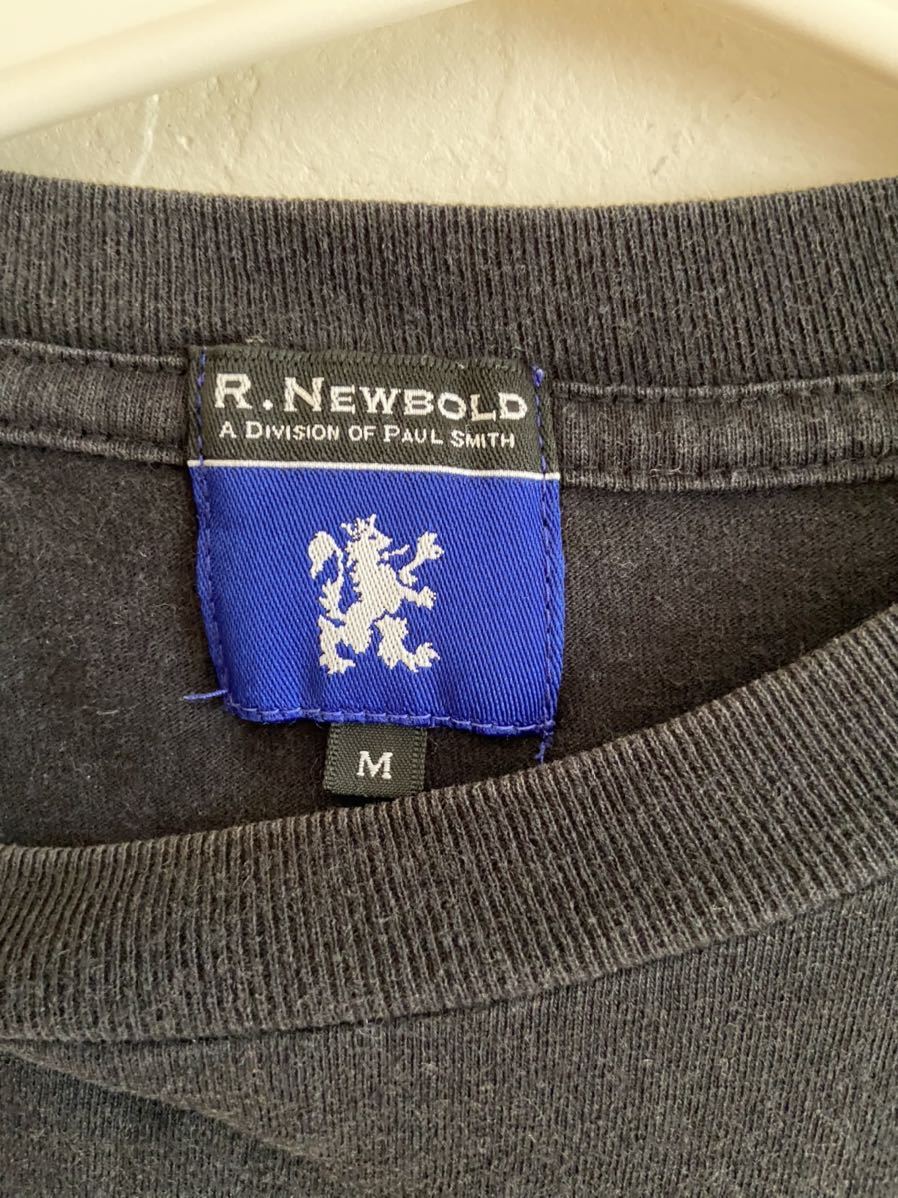 R.NEWBOLD
A DIVISION OF PAUL SMITH
M